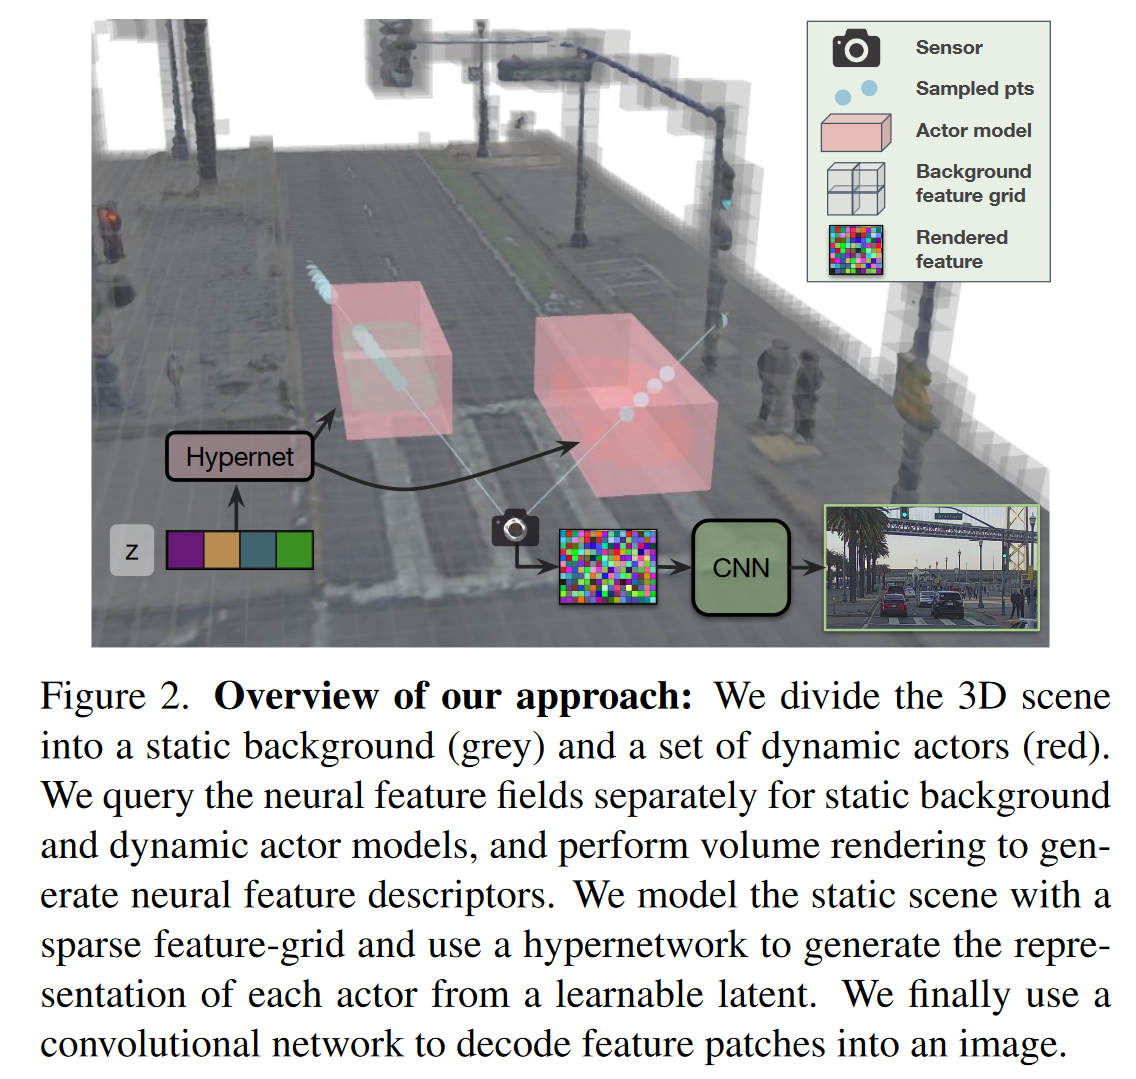 Sensor
Sampled pts
Actor model
Background
feature grid
Rendered
feature
Hypernet
z
CNN
Figure 2. Overview of our approach: We divide the 3D scene
into a static background (grey) and a set of dynamic actors (red).
We query the neural feature fields separately for static background
and dynamic actor models, and perform volume rendering to gen-
erate neural feature descriptors. We model the static scene with a
sparse feature-grid and use a hypernetwork to generate the repre-
sentation of each actor from a learnable latent. We finally use a
convolutional network to decode feature patches into an image.